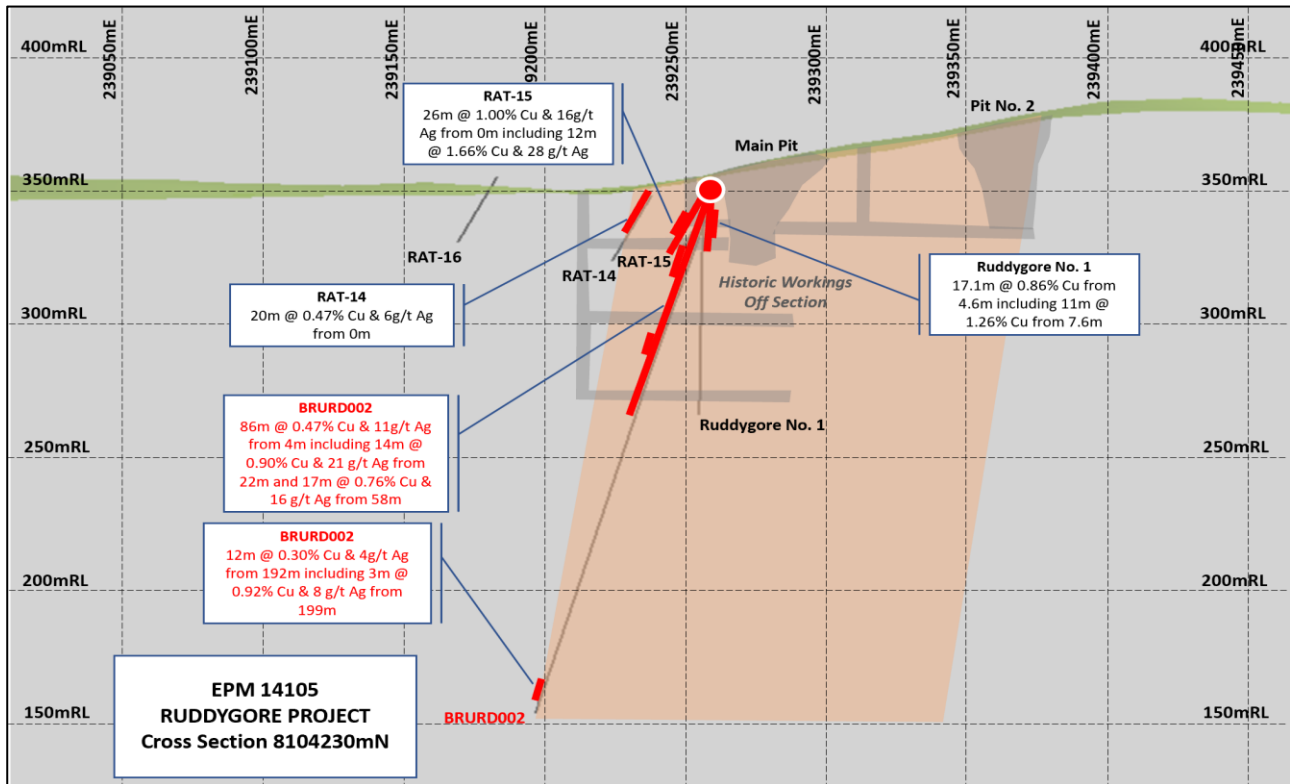 239050mE
239100mE
239150mE
239200mE
239250mE
239300mE
239350mE
239400mE
239450mE
400mRL
400mRL
RAT-15
26m @ 1.00% Cu & 16g/t
Ag from 0m including 12m
@ 1.66% Cu & 28 g/t Ag
Pit No. 2
Main Pit
350mRL
350mRL
RAT-16
RAT-14
RAT-15
Historic Workings
Off Section
Ruddygore No. 1
17.1m @ 0.86% Cu from
4.6m including 11m @
1.26% Cu from 7.6m
RAT-14
20m @ 0.47% Cu & 6g/t Ag
from 0m
300mRL
300mRL
BRURD002
86m @ 0.47% Cu & 11g/t Ag
from 4m including 14m @
0.90% Cu & 21 g/t Ag from
22m and 17m @ 0.76% Cu &
16 g/t Ag from 58m
Ruddygore No. 1
250mRL
250mRL
BRURD002
12m @ 0.30% Cu & 4g/t Ag
from 192m including 3m @
0.92% Cu & 8 g/t Ag from
199m
200mRL
200mRL
EPM 14105
RUDDYGORE PROJECT
Cross Section 8104230mN
BRURD002
150mRL
150mRL